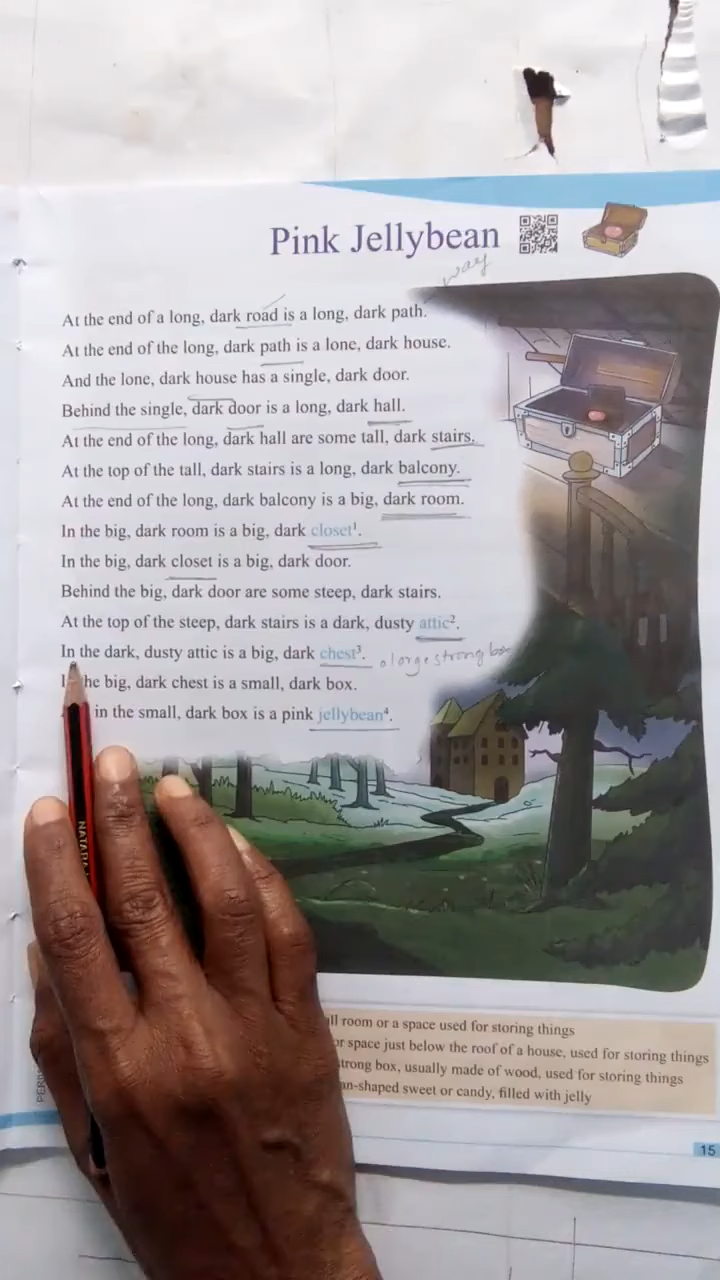 Pink Jellybean
way
At the end of a long, dark road is a long, dark path.
At the end of the long, dark path is a lone, dark house.
And the lone, dark house has a single, dark door.
Behind the single, dark door is a long, dark hall.
At the end of the long, dark hall are some tall, dark stairs.
At the top of the tall, dark stairs is a long, dark balcony.
At the end of the long, dark balcony is a big, dark room.
In the big, dark room is a big, dark closet¹.
In the big, dark closet is a big, dark door.
Behind the big, dark door are some steep, dark stairs.
At the top of the steep, dark stairs is a dark, dusty attic².
In the dark, dusty attic is a big, dark chest³.
a large strong box
he big, dark chest is a small, dark box.
in the small, dark box is a pink jellybean⁴.
room or a space used for storing things
space just below the roof of a house, used for storing things
strong box, usually made of wood, used for storing things
an-shaped sweet or candy, filled with jelly
15